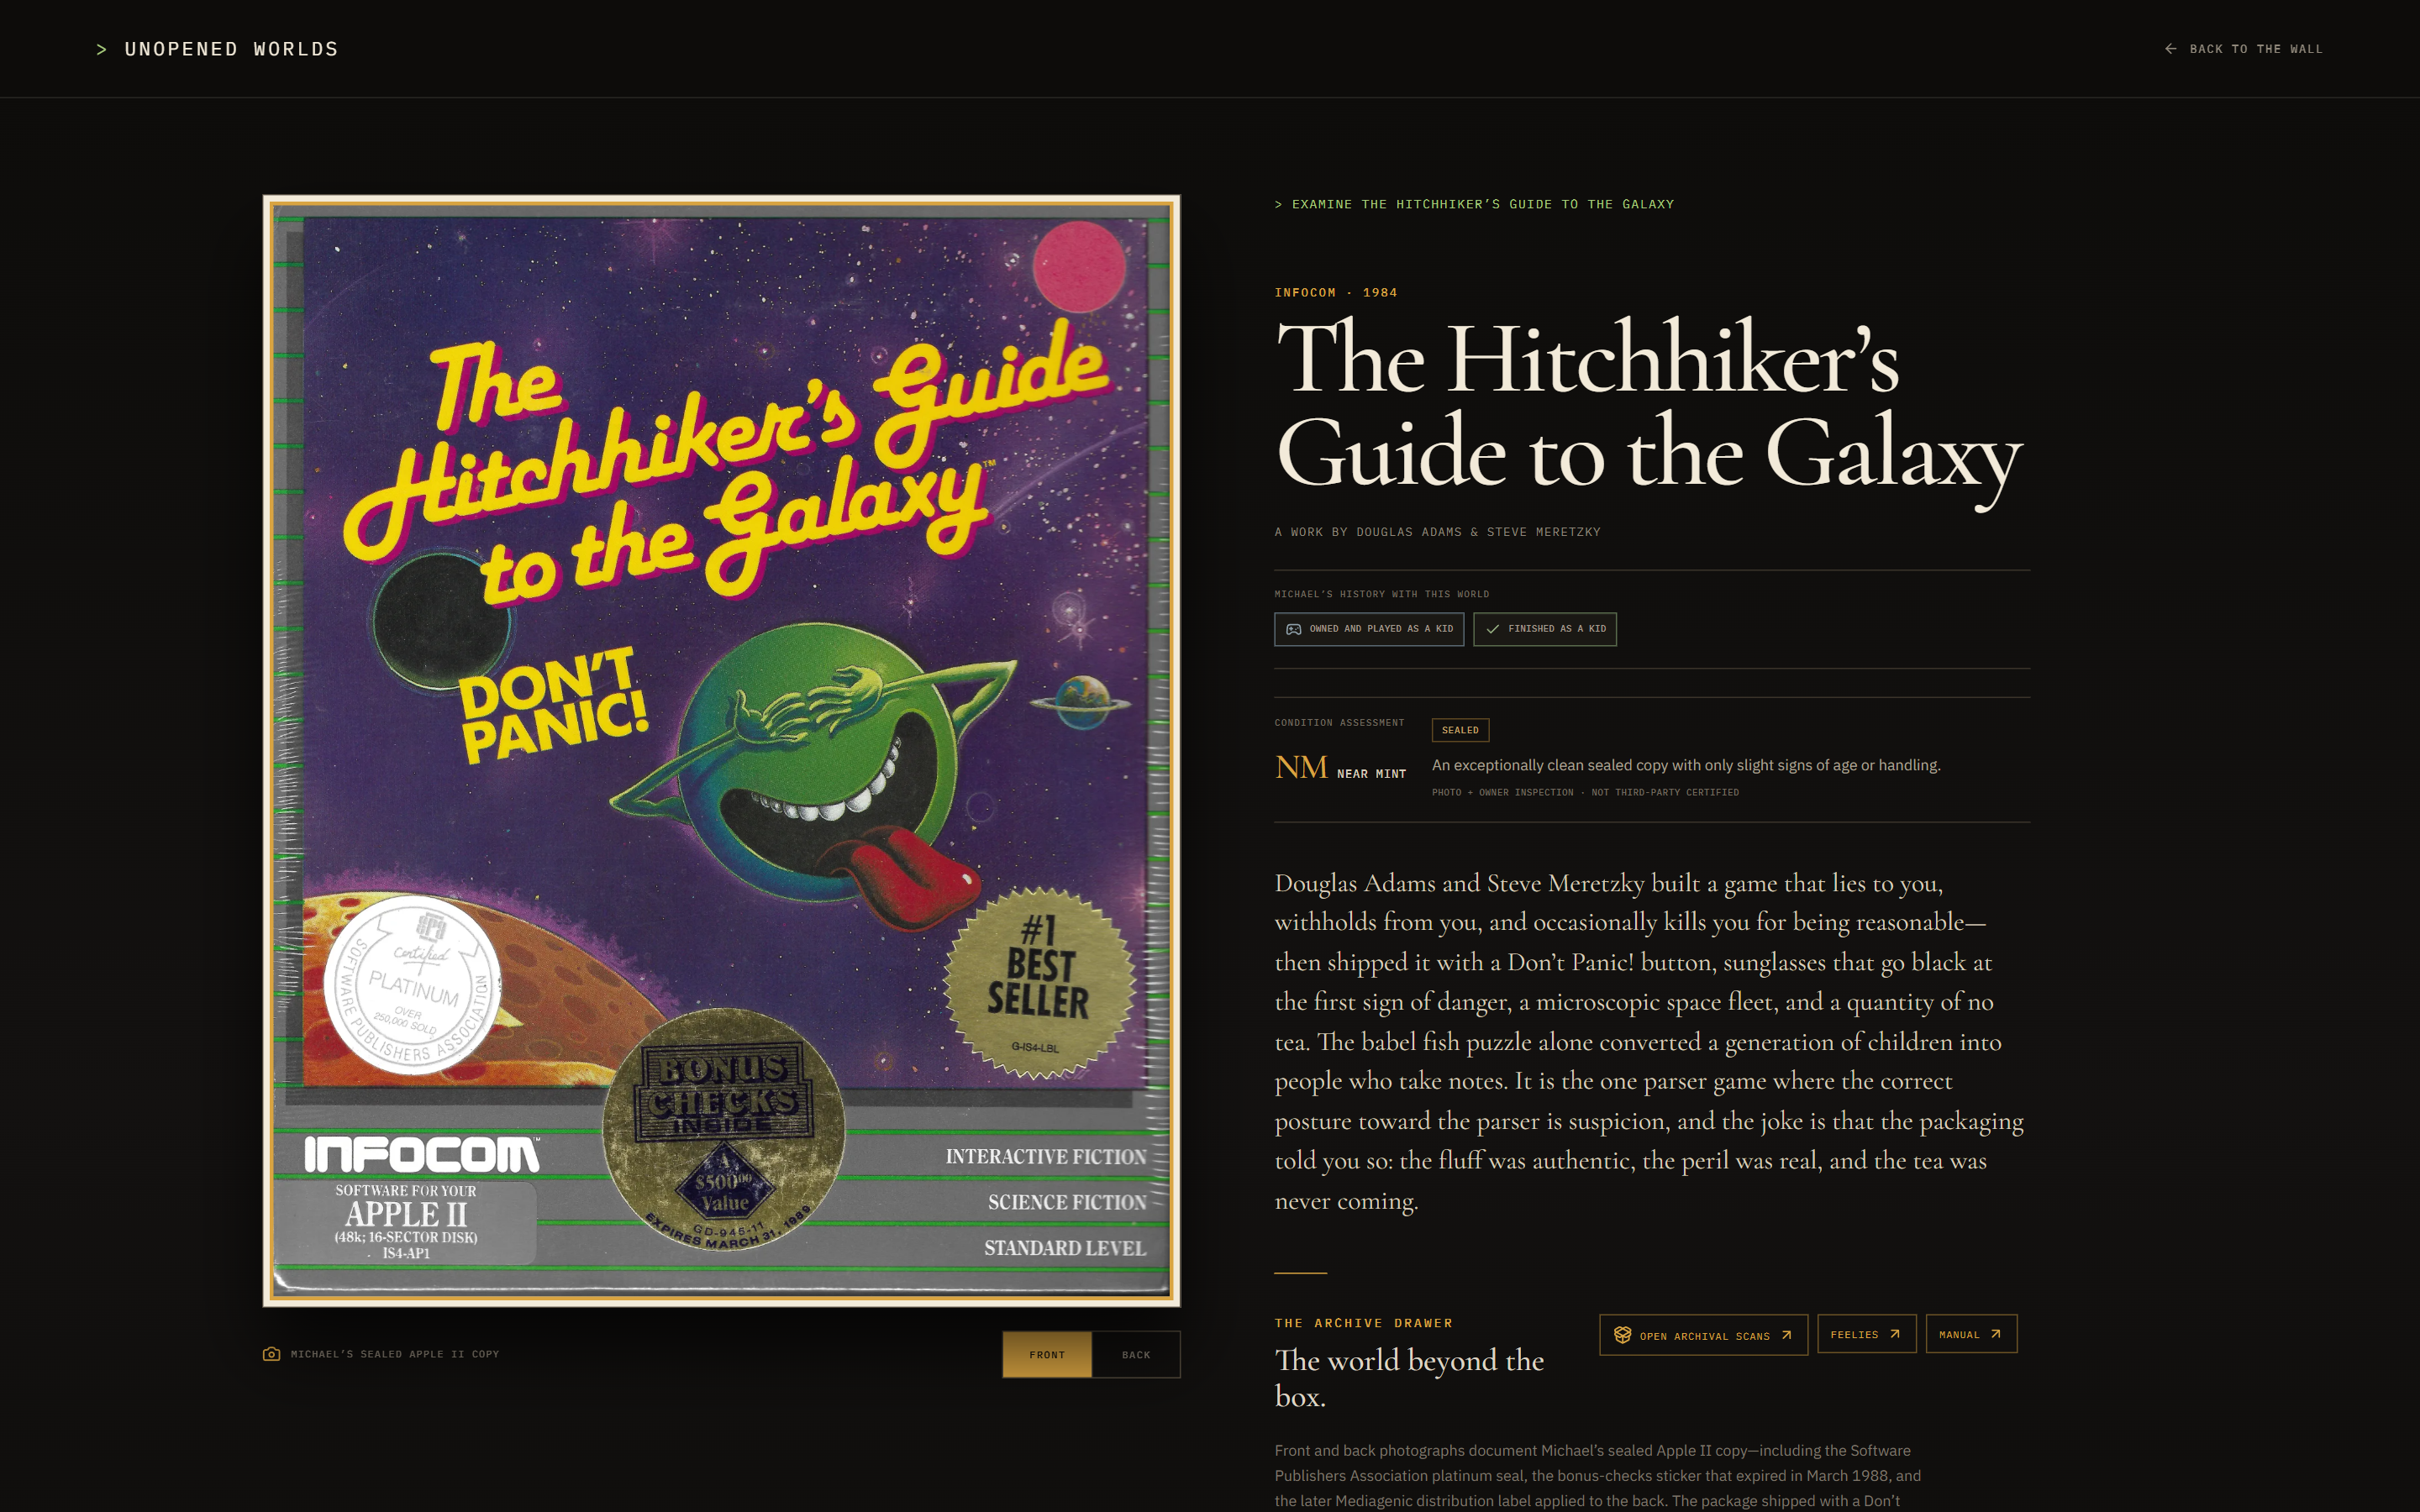 > UNOPENED WORLDS
← BACK TO THE WALL
The
Hitchhiker's Guide
to the Galaxy™
DON'T
PANIC!
Certified
PLATINUM
OVER
250,000 SOLD
SOFTWARE PUBLISHERS ASSOCIATION
#1
BEST
SELLER
G-IS4-LBL
BONUS
CHECKS
INSIDE
A
$500⁰⁰
Value
GD-945-11
EXPIRES MARCH 31, 1989
INFOCOM™
SOFTWARE FOR YOUR
APPLE II
(48k; 16-SECTOR DISK)
IS4-AP1
INTERACTIVE FICTION
SCIENCE FICTION
STANDARD LEVEL
MICHAEL'S SEALED APPLE II COPY
FRONT
BACK
> EXAMINE THE HITCHHIKER'S GUIDE TO THE GALAXY
INFOCOM · 1984
The Hitchhiker's
Guide to the Galaxy
A WORK BY DOUGLAS ADAMS & STEVE MERETZKY
MICHAEL'S HISTORY WITH THIS WORLD
OWNED AND PLAYED AS A KID
FINISHED AS A KID
CONDITION ASSESSMENT
SEALED
NM NEAR MINT
An exceptionally clean sealed copy with only slight signs of age or handling.
PHOTO + OWNER INSPECTION · NOT THIRD-PARTY CERTIFIED
Douglas Adams and Steve Meretzky built a game that lies to you,
withholds from you, and occasionally kills you for being reasonable—
then shipped it with a Don't Panic! button, sunglasses that go black at
the first sign of danger, a microscopic space fleet, and a quantity of no
tea. The babel fish puzzle alone converted a generation of children into
people who take notes. It is the one parser game where the correct
posture toward the parser is suspicion, and the joke is that the packaging
told you so: the fluff was authentic, the peril was real, and the tea was
never coming.
THE ARCHIVE DRAWER
The world beyond the
box.
OPEN ARCHIVAL SCANS ↗
FEELIES ↗
MANUAL ↗
Front and back photographs document Michael's sealed Apple II copy—including the Software
Publishers Association platinum seal, the bonus-checks sticker that expired in March 1988, and
the later Mediagenic distribution label applied to the back. The package shipped with a Don't